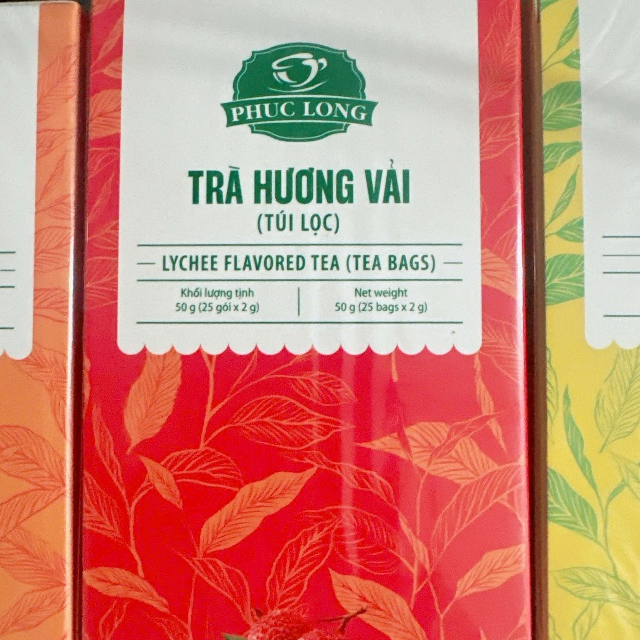 PHUC LONG
TRÀ HƯƠNG VẢI
(TÚI LỌC)
LYCHEE FLAVORED TEA (TEA BAGS)
Khối lượng tịnh
50 g (25 gói x 2 g)
Net weight
50 g (25 bags x 2 g)